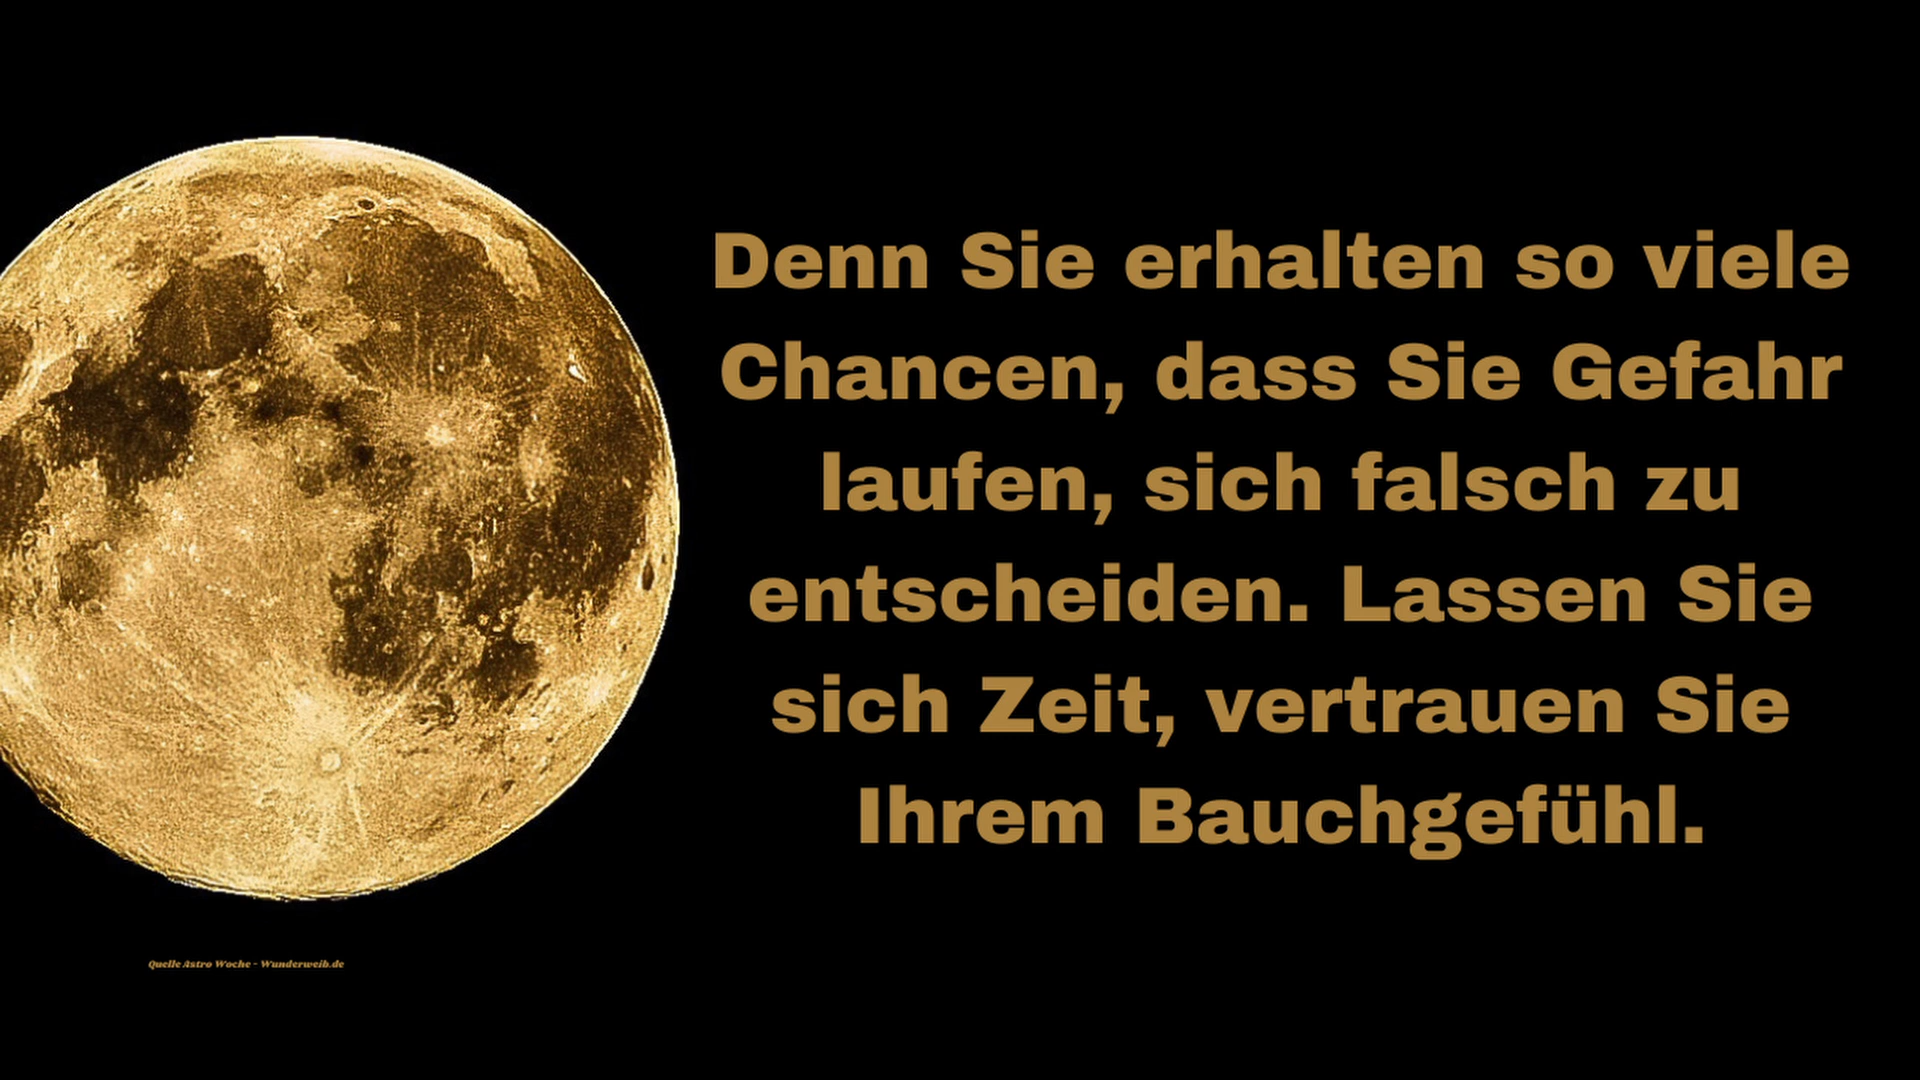 Denn Sie erhalten so viele
Chancen, dass Sie Gefahr
laufen, sich falsch zu
entscheiden. Lassen Sie
sich Zeit, vertrauen Sie
Ihrem Bauchgefühl.
Quelle Astro Woche - Wunderweib.de